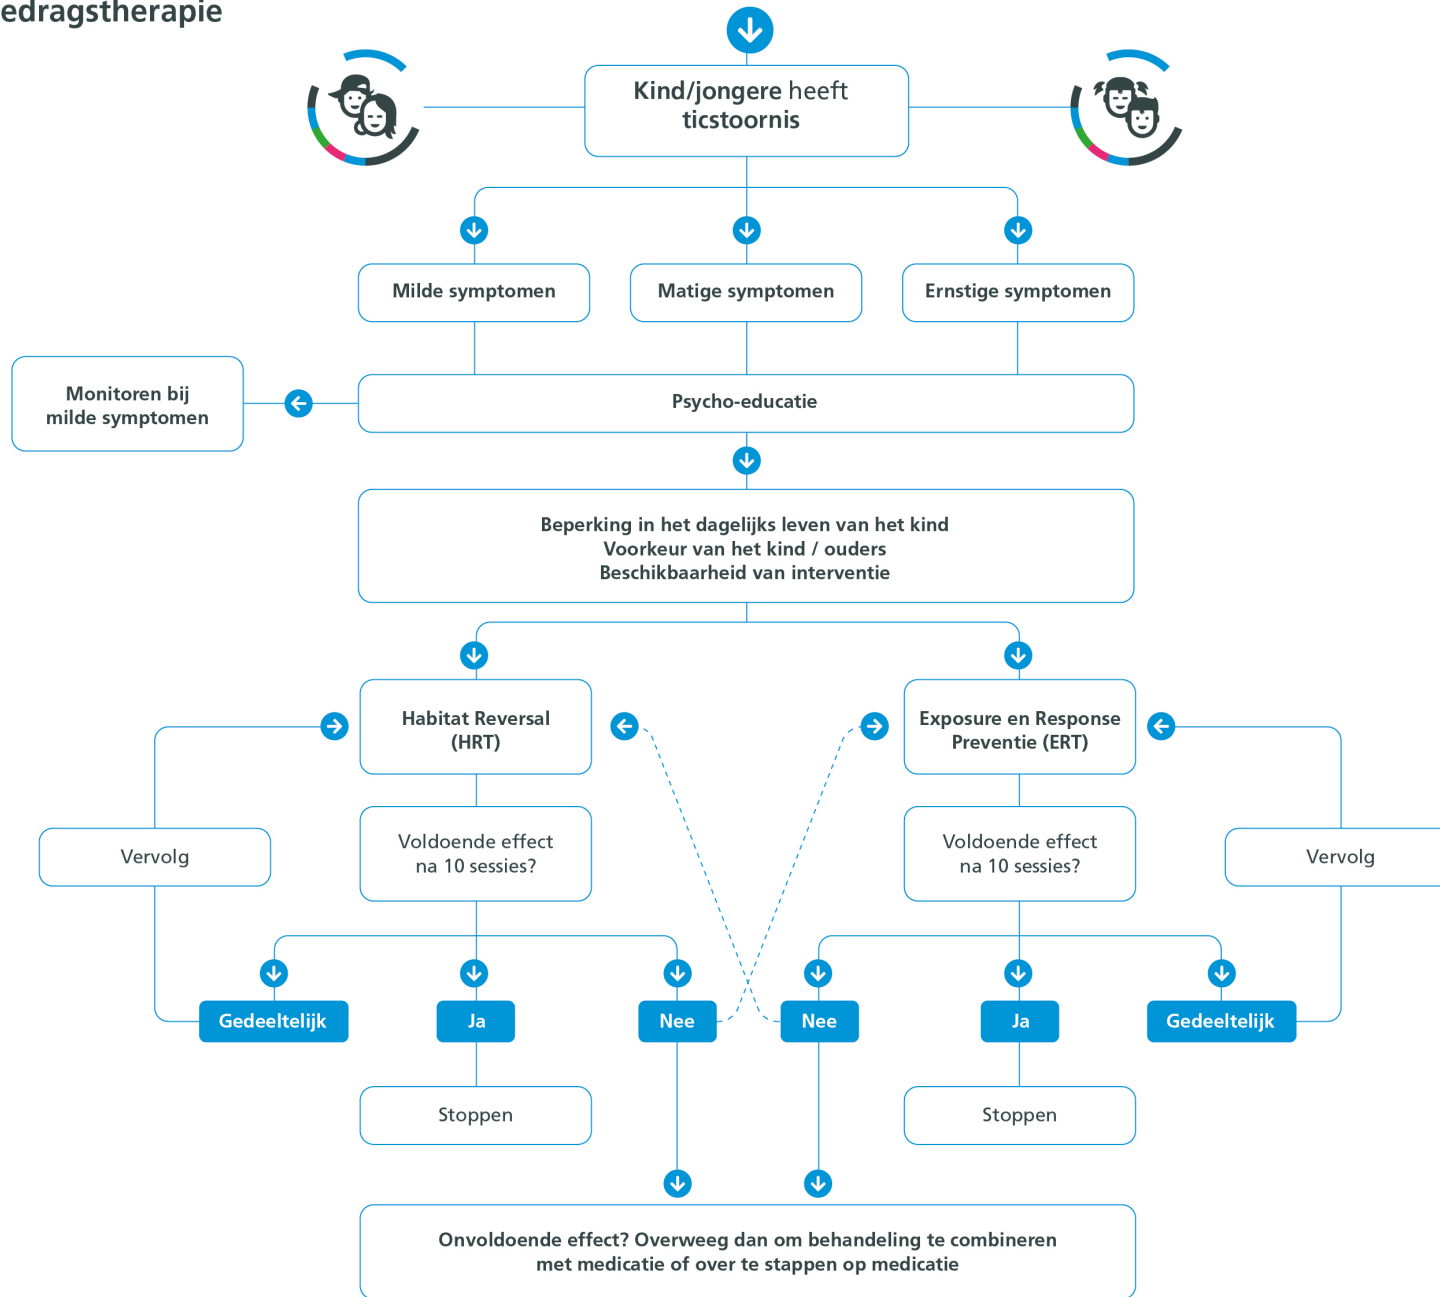 edragstherapie
Kind/jongere heeft
ticstoornis
Milde symptomen
Matige symptomen
Ernstige symptomen
Monitoren bij
milde symptomen
Psycho-educatie
Beperking in het dagelijks leven van het kind
Voorkeur van het kind / ouders
Beschikbaarheid van interventie
Habitat Reversal
(HRT)
Exposure en Response
Preventie (ERT)
Vervolg
Voldoende effect
na 10 sessies?
Voldoende effect
na 10 sessies?
Vervolg
Gedeeltelijk
Ja
Nee
Nee
Ja
Gedeeltelijk
Stoppen
Stoppen
Onvoldoende effect? Overweeg dan om behandeling te combineren
met medicatie of over te stappen op medicatie